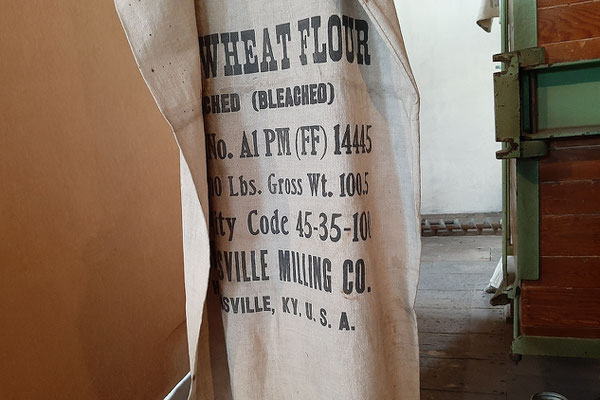 WHEAT FLOUR
CHED (BLEACHED)
No. A1 PM (FF) 14445
0 Lbs. Gross Wt. 100.5
ity Code 45-35-10
SVILLE MILLING CO.
SVILLE, KY. U. S. A.